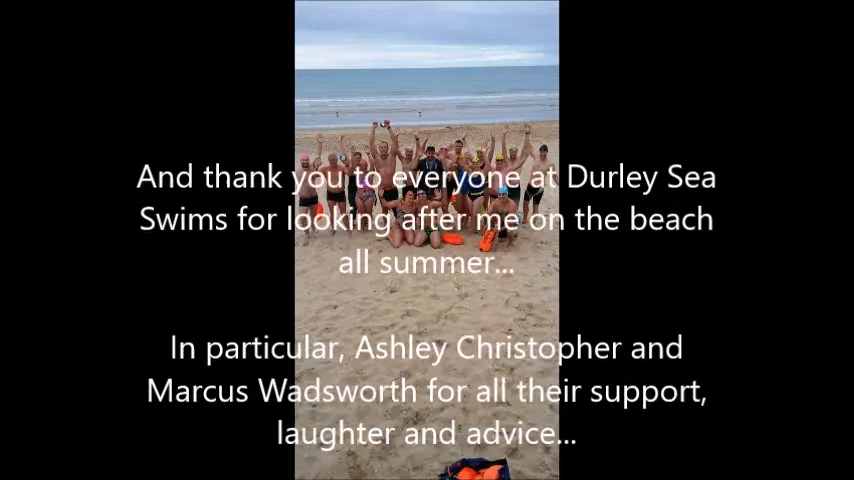 And thank you to everyone at Durley Sea
Swims for looking after me on the beach
all summer...
In particular, Ashley Christopher and
Marcus Wadsworth for all their support,
laughter and advice...